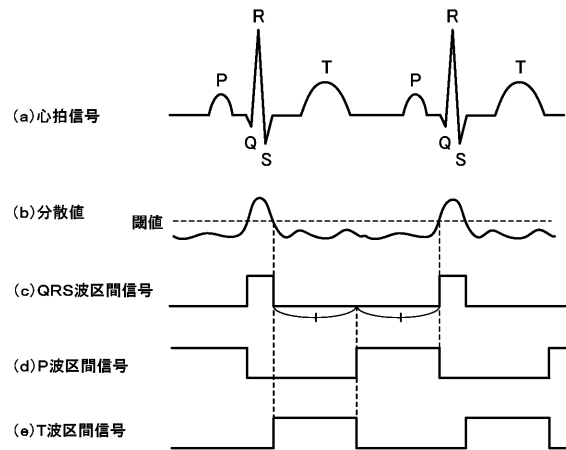 R
R
P
T
P
T
(a)心拍信号
Q
Q
S
S
(b)分散値
閾値
(c)QRS波区間信号
(d)P波区間信号
(e)T波区間信号